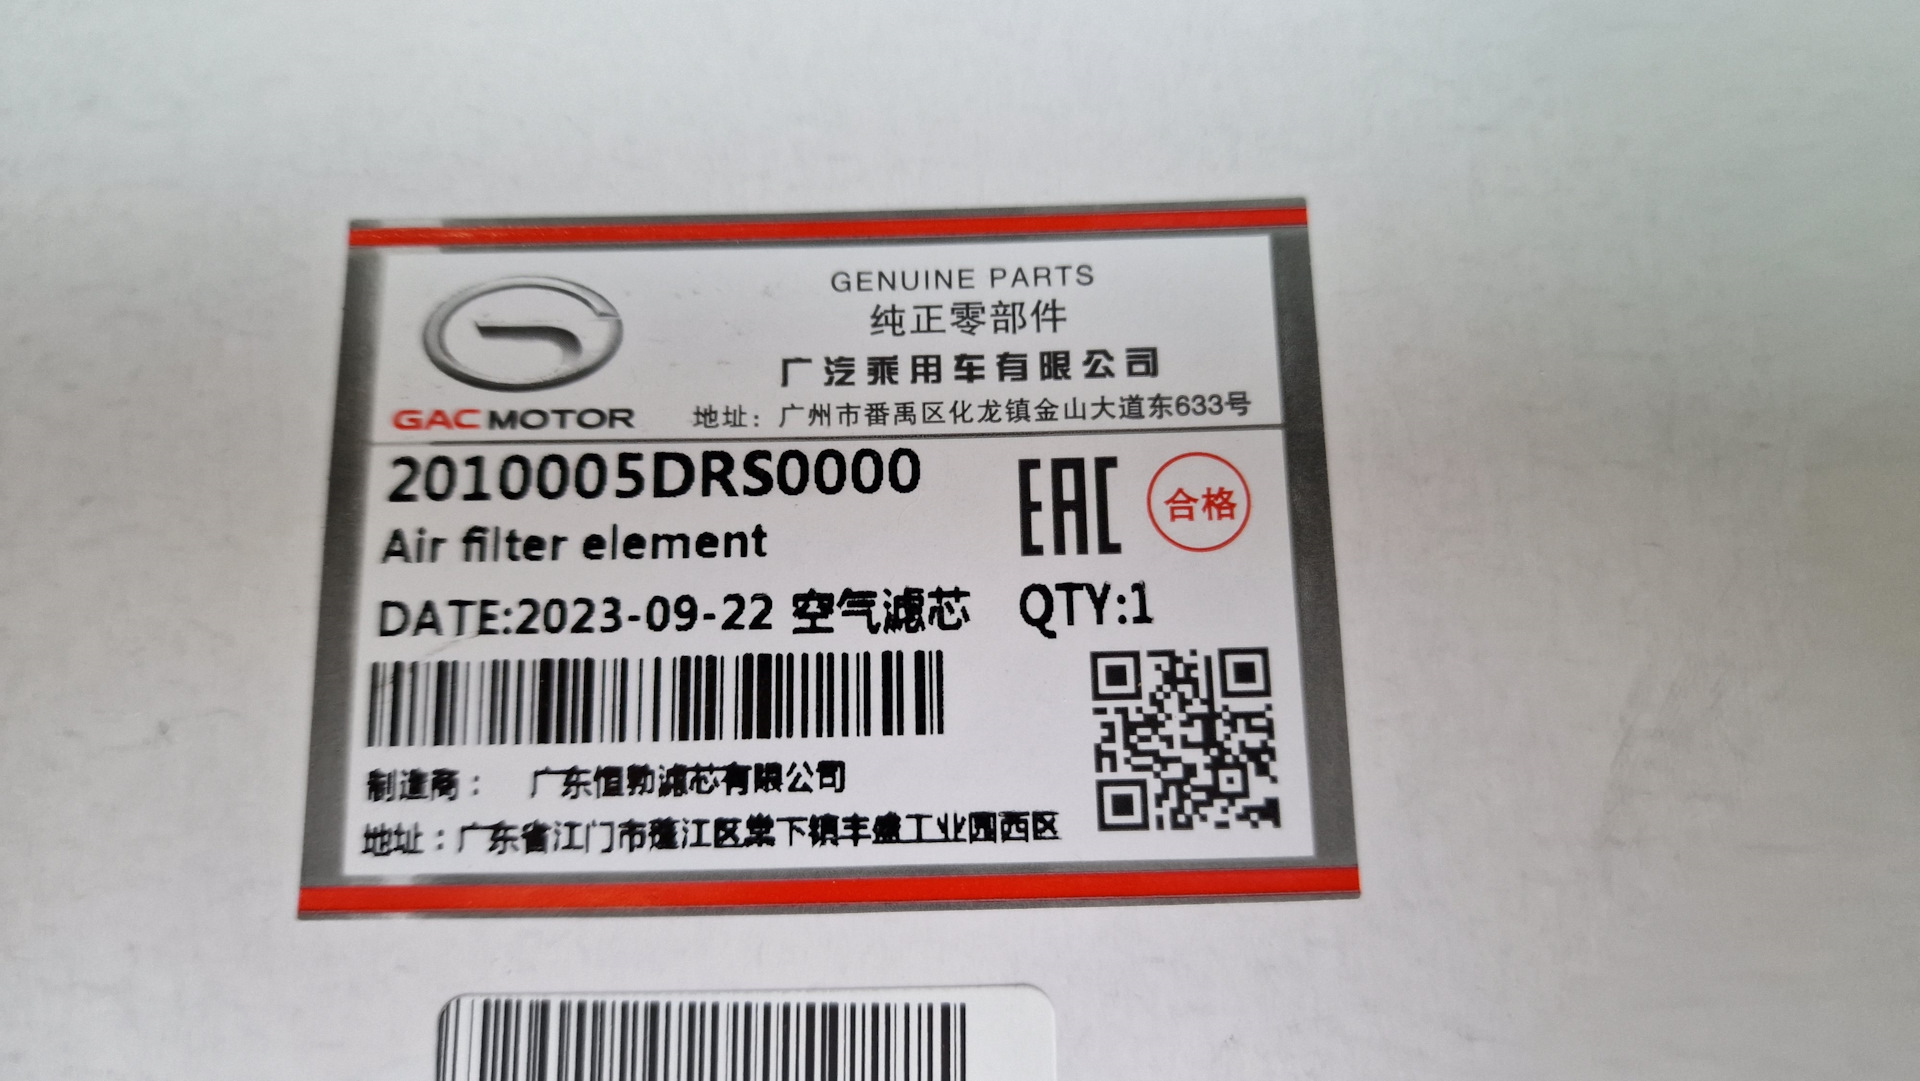 GENUINE PARTS
纯正零部件
广汽乘用车有限公司
GAC MOTOR
地址：广州市番禹区化龙镇金山大道东633号
2010005DRS0000
EAC
合格
Air filter element
DATE:2023-09-22 空气滤芯 QTY:1
制造商： 广东恒勃滤芯有限公司
地址：广东省江门市蓬江区棠下镇丰盛工业园西区